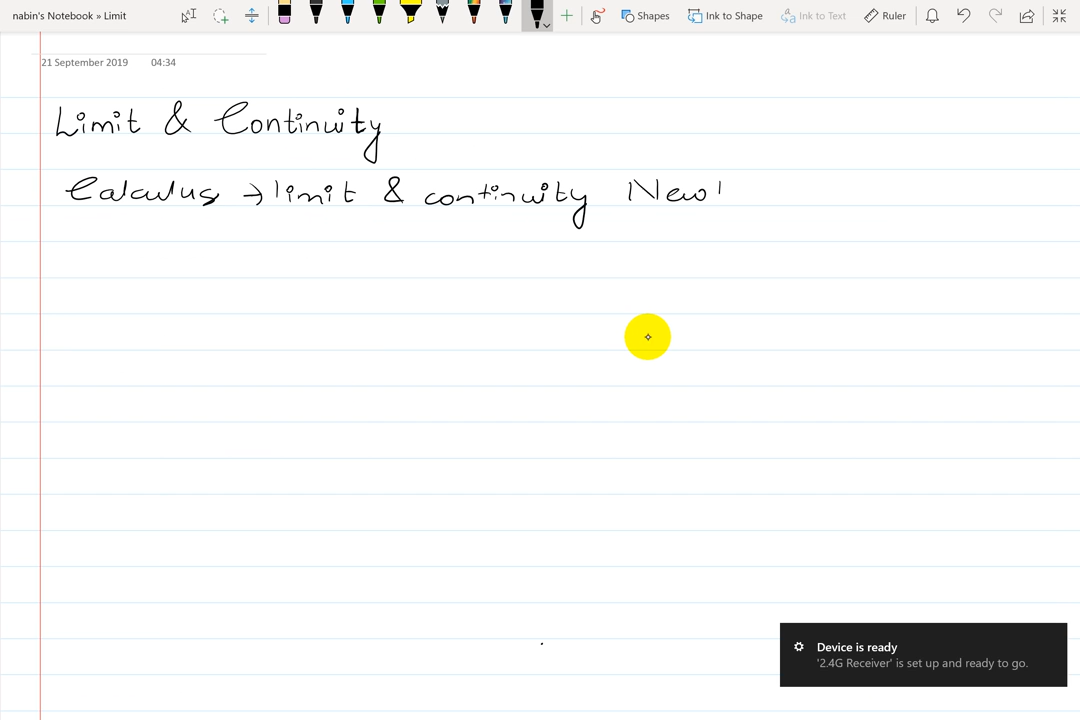 nabin's Notebook » Limit
Shapes
Ink to Shape
Ink to Text
Ruler
21 September 2019 04:34
Limit & Continuity
Calculus → limit & continuity New
Device is ready
'2.4G Receiver' is set up and ready to go.